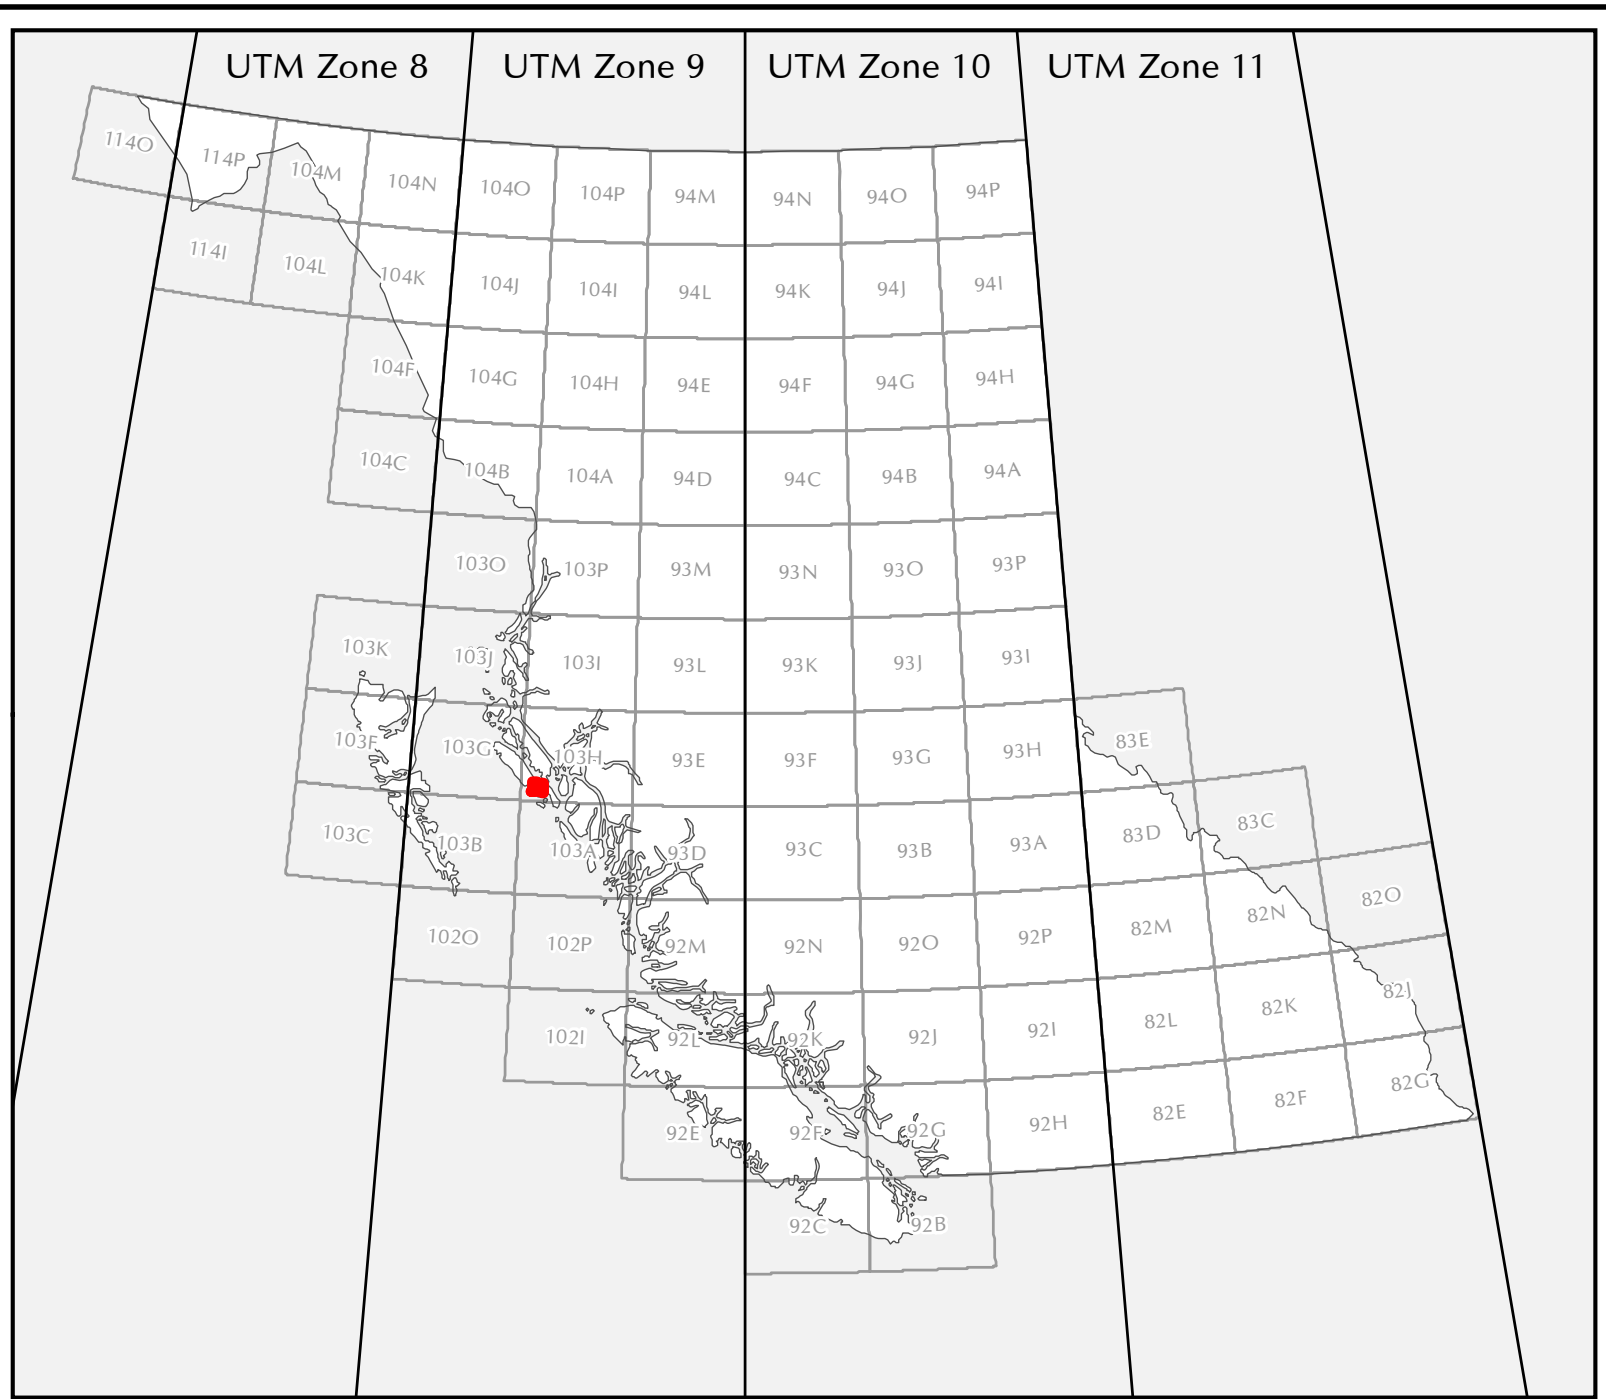 UTM Zone 8 UTM Zone 9 UTM Zone 10 UTM Zone 11
114O 114P 104M 104N 104O 104P 94M 94N 94O 94P
114I 104L 104K 104J 104I 94L 94K 94J 94I
104F 104G 104H 94E 94F 94G 94H
104C 104B 104A 94D 94C 94B 94A
103O 103P 93M 93N 93O 93P
103K 103J 103I 93L 93K 93J 93I
103F 103G 103H 93E 93F 93G 93H 83E
103C 103B 103A 93D 93C 93B 93A 83D 83C
102O 102P 92M 92N 92O 92P 82M 82N 82O
102I 92L 92K 92J 92I 82L 82K 82J
92E 92F 92G 92H 82E 82F 82G
92C 92B